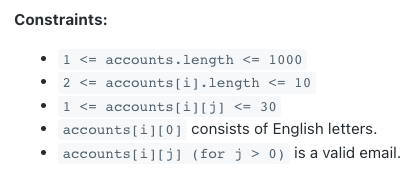 Constraints:
• 1 <= accounts.length <= 1000
• 2 <= accounts[i].length <= 10
• 1 <= accounts[i][j] <= 30
• accounts[i][0] consists of English letters.
• accounts[i][j] (for j > 0) is a valid email.